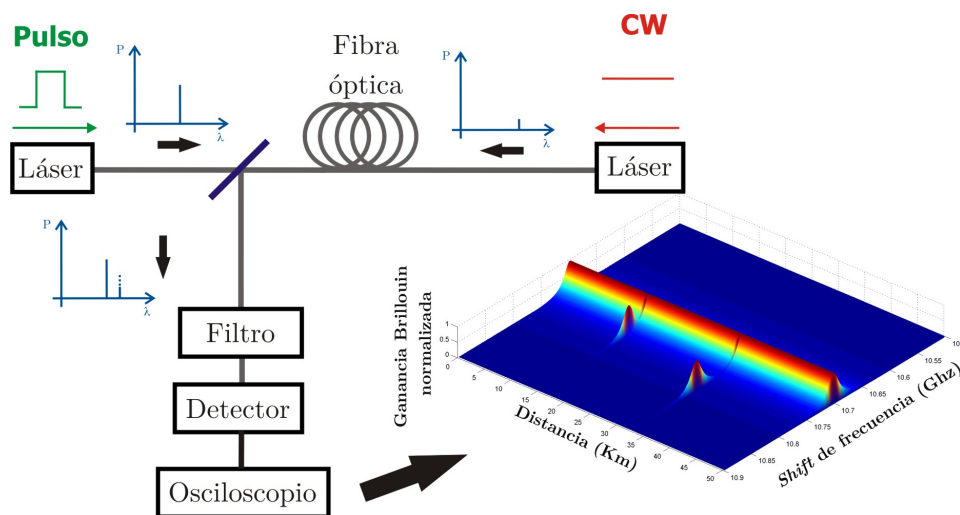 Pulso
CW
Fibra
óptica
P
λ
P
λ
Láser
Láser
P
λ
Filtro
Detector
Osciloscopio
Ganancia Brillouin
normalizada
1
0.5
0
0
5
10
15
20
25
30
35
40
45
50
Distancia (Km)
10.9
10.85
10.8
10.75
10.7
10.65
10.6
10.55
10
Shift de frecuencia (Ghz)